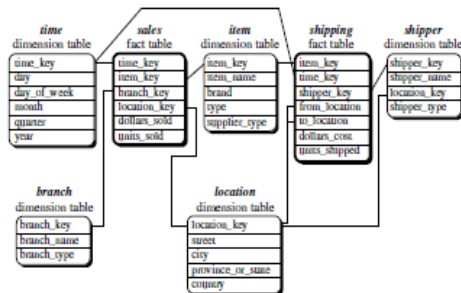 time
dimension table
time_key
day
day_of_week
month
quarter
year
sales
fact table
time_key
item_key
branch_key
location_key
dollars_sold
units_sold
item
dimension table
item_key
item_name
brand
type
supplier_type
shipping
fact table
item_key
time_key
shipper_key
from_location
to_location
dollars_cost
units_shipped
shipper
dimension table
shipper_key
shipper_name
location_key
shipper_type
branch
dimension table
branch_key
branch_name
branch_type
location
dimension table
location_key
street
city
province_or_state
country